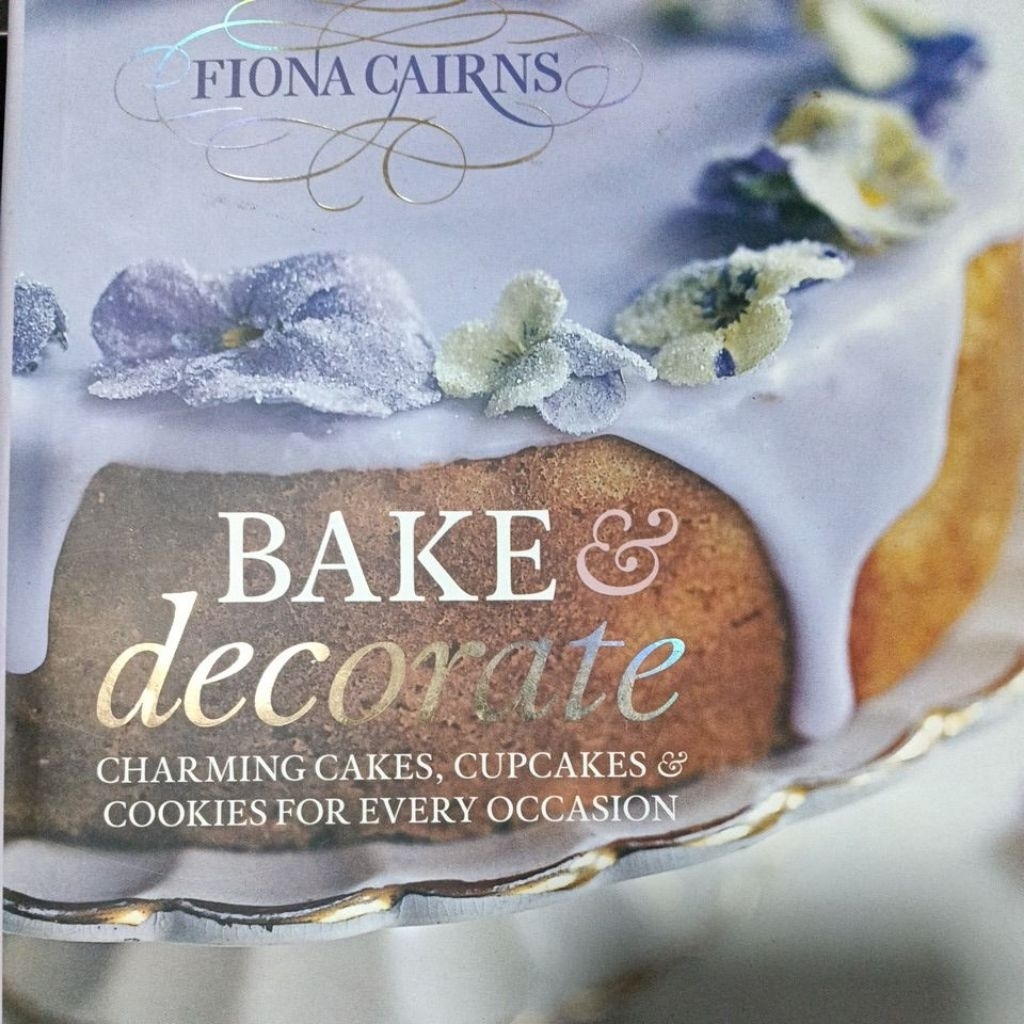 FIONA CAIRNS
BAKE &
decorate
CHARMING CAKES, CUPCAKES &
COOKIES FOR EVERY OCCASION